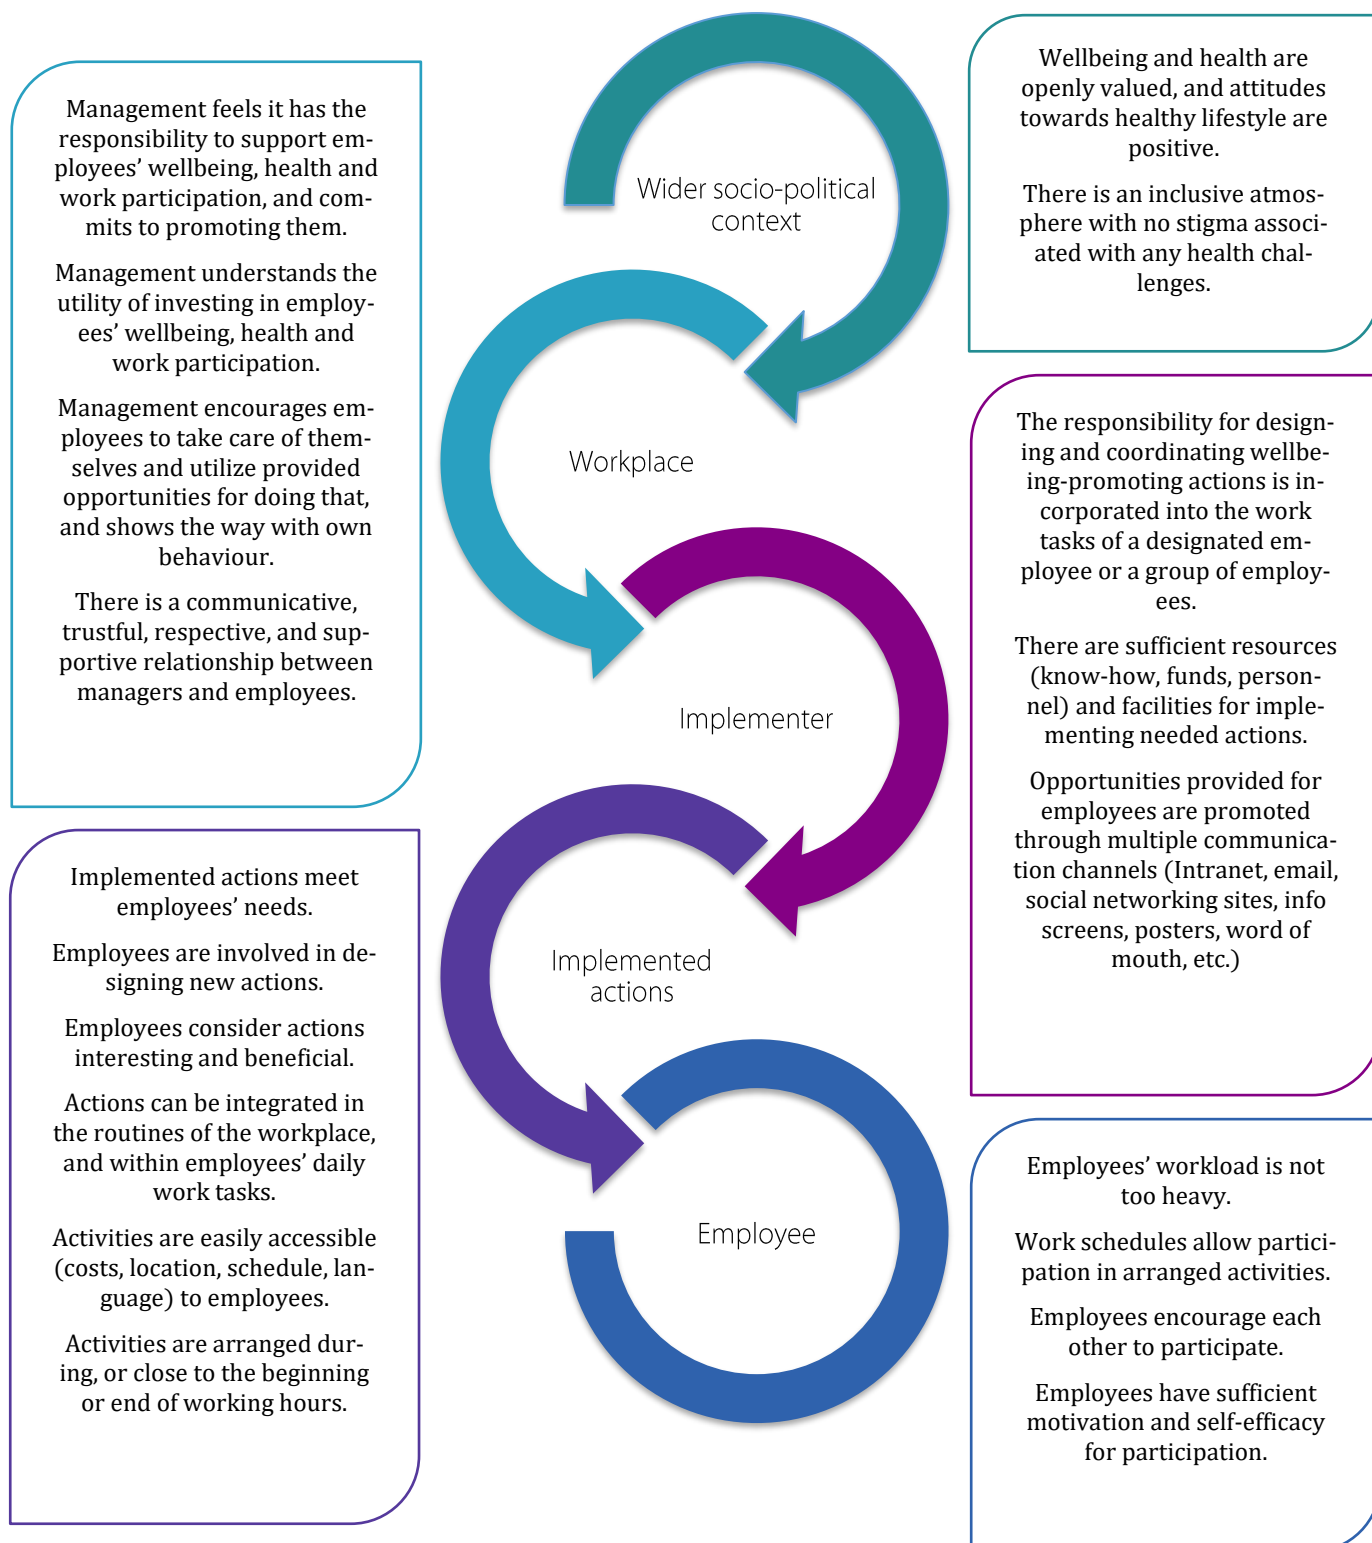 Wellbeing and health are
openly valued, and attitudes
towards healthy lifestyle are
positive.
There is an inclusive atmos-
phere with no stigma associ-
ated with any health chal-
lenges.
Wider socio-political
context
Management feels it has the
responsibility to support em-
ployees’ wellbeing, health and
work participation, and com-
mits to promoting them.
Management understands the
utility of investing in employ-
ees’ wellbeing, health and
work participation.
Management encourages em-
ployees to take care of them-
selves and utilize provided
opportunities for doing that,
and shows the way with own
behaviour.
There is a communicative,
trustful, respective, and sup-
portive relationship between
managers and employees.
Workplace
The responsibility for design-
ing and coordinating wellbe-
ing-promoting actions is in-
corporated into the work
tasks of a designated em-
ployee or a group of employ-
ees.
There are sufficient resources
(know-how, funds, person-
nel) and facilities for imple-
menting needed actions.
Opportunities provided for
employees are promoted
through multiple communica-
tion channels (Intranet, email,
social networking sites, info
screens, posters, word of
mouth, etc.)
Implementer
Implemented actions meet
employees’ needs.
Employees are involved in de-
signing new actions.
Employees consider actions
interesting and beneficial.
Actions can be integrated in
the routines of the workplace,
and within employees’ daily
work tasks.
Activities are easily accessible
(costs, location, schedule, lan-
guage) to employees.
Activities are arranged dur-
ing, or close to the beginning
or end of working hours.
Implemented
actions
Employee
Employees’ workload is not
too heavy.
Work schedules allow partici-
pation in arranged activities.
Employees encourage each
other to participate.
Employees have sufficient
motivation and self-efficacy
for participation.